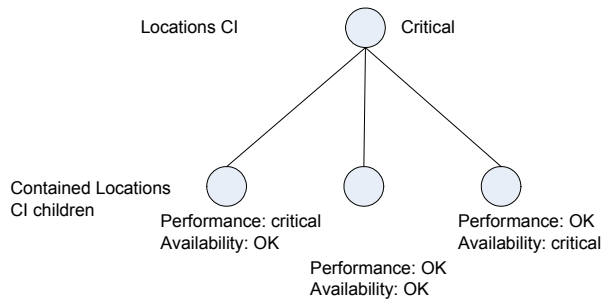 Locations CI
Critical
Contained Locations
CI children
Performance: critical
Availability: OK
Performance: OK
Availability: OK
Performance: OK
Availability: critical